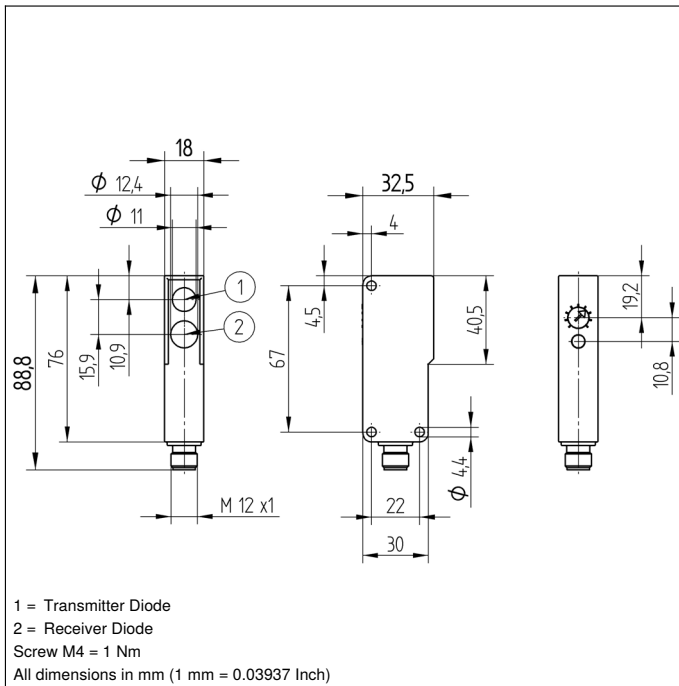 18
ϕ 12,4
ϕ 11
1
2
88,8
76
15,9
10,9
M 12 x1
32,5
4
4,5
67
40,5
ϕ 4,4
22
30
19,2
10,8
1 = Transmitter Diode
2 = Receiver Diode
Screw M4 = 1 Nm
All dimensions in mm (1 mm = 0.03937 Inch)